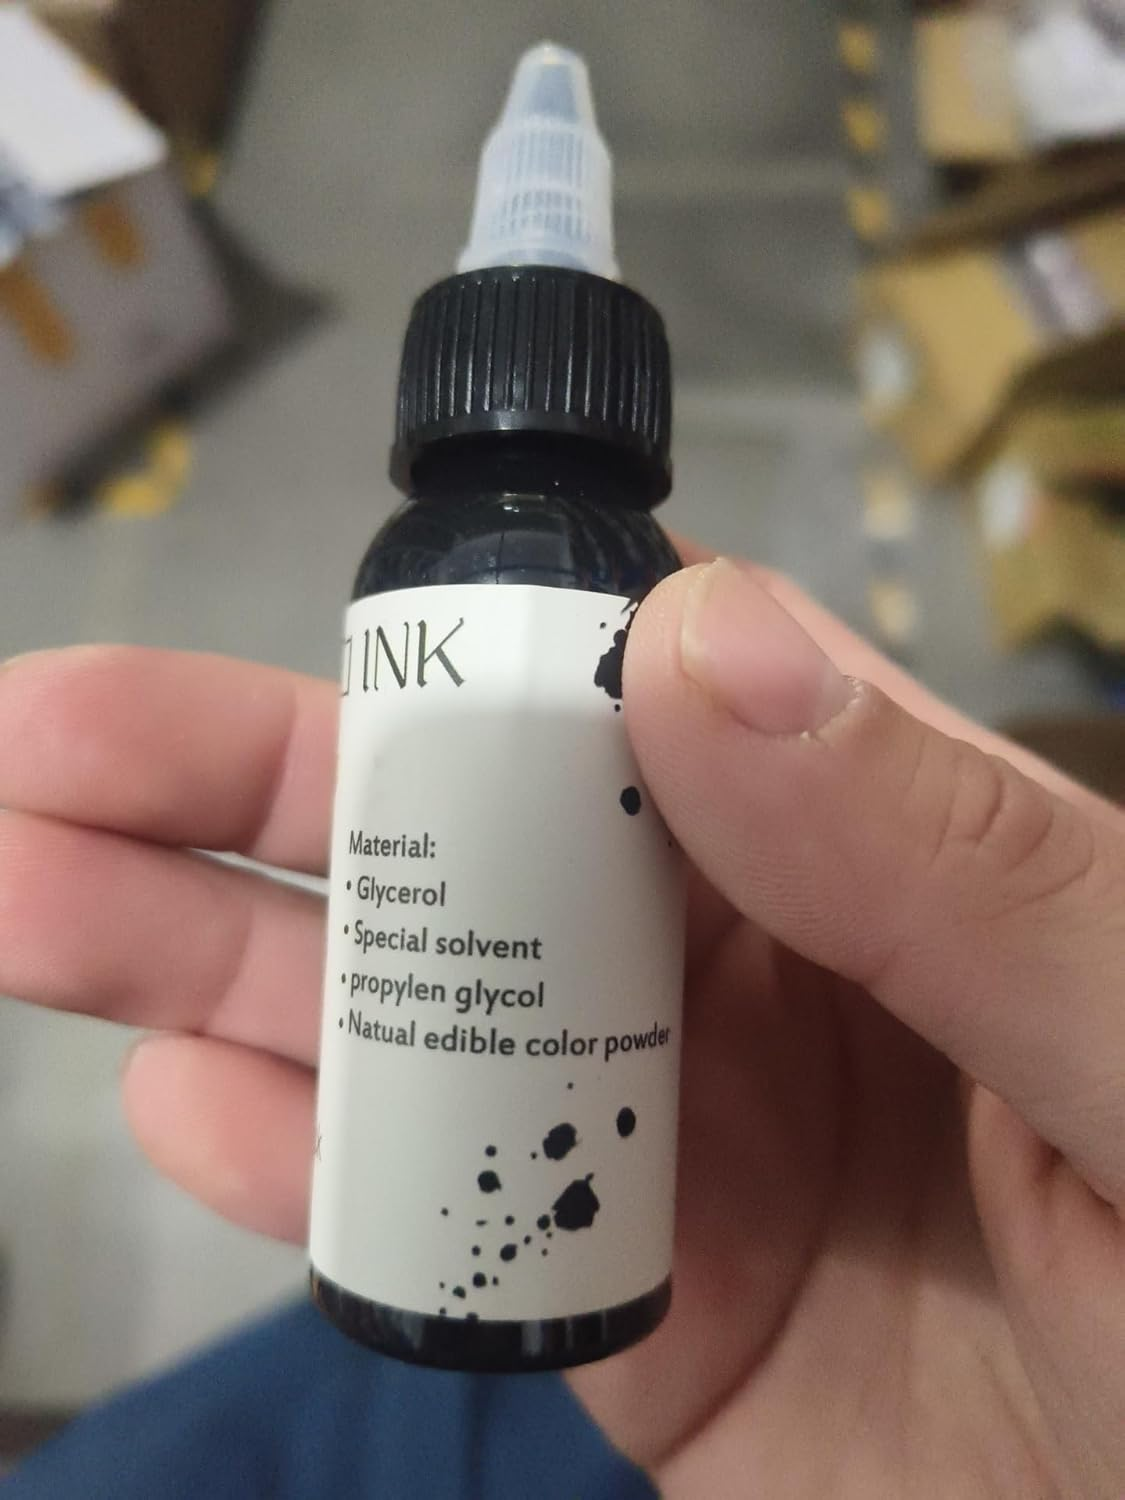 INK
Material:
• Glycerol
• Special solvent
• propylen glycol
• Natual edible color powder